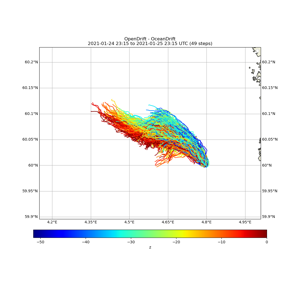 OpenDrift - OceanDrift
2021-01-24 23:15 to 2021-01-25 23:15 UTC (49 steps)
60.2°N 60.2°N
60.15°N 60.15°N
60.1°N 60.1°N
60.05°N 60.05°N
60°N 60°N
59.95°N 59.95°N
59.9°N 59.9°N
4.2°E 4.35°E 4.5°E 4.65°E 4.8°E 4.95°E
−50 −40 −30 −20 −10 0
z